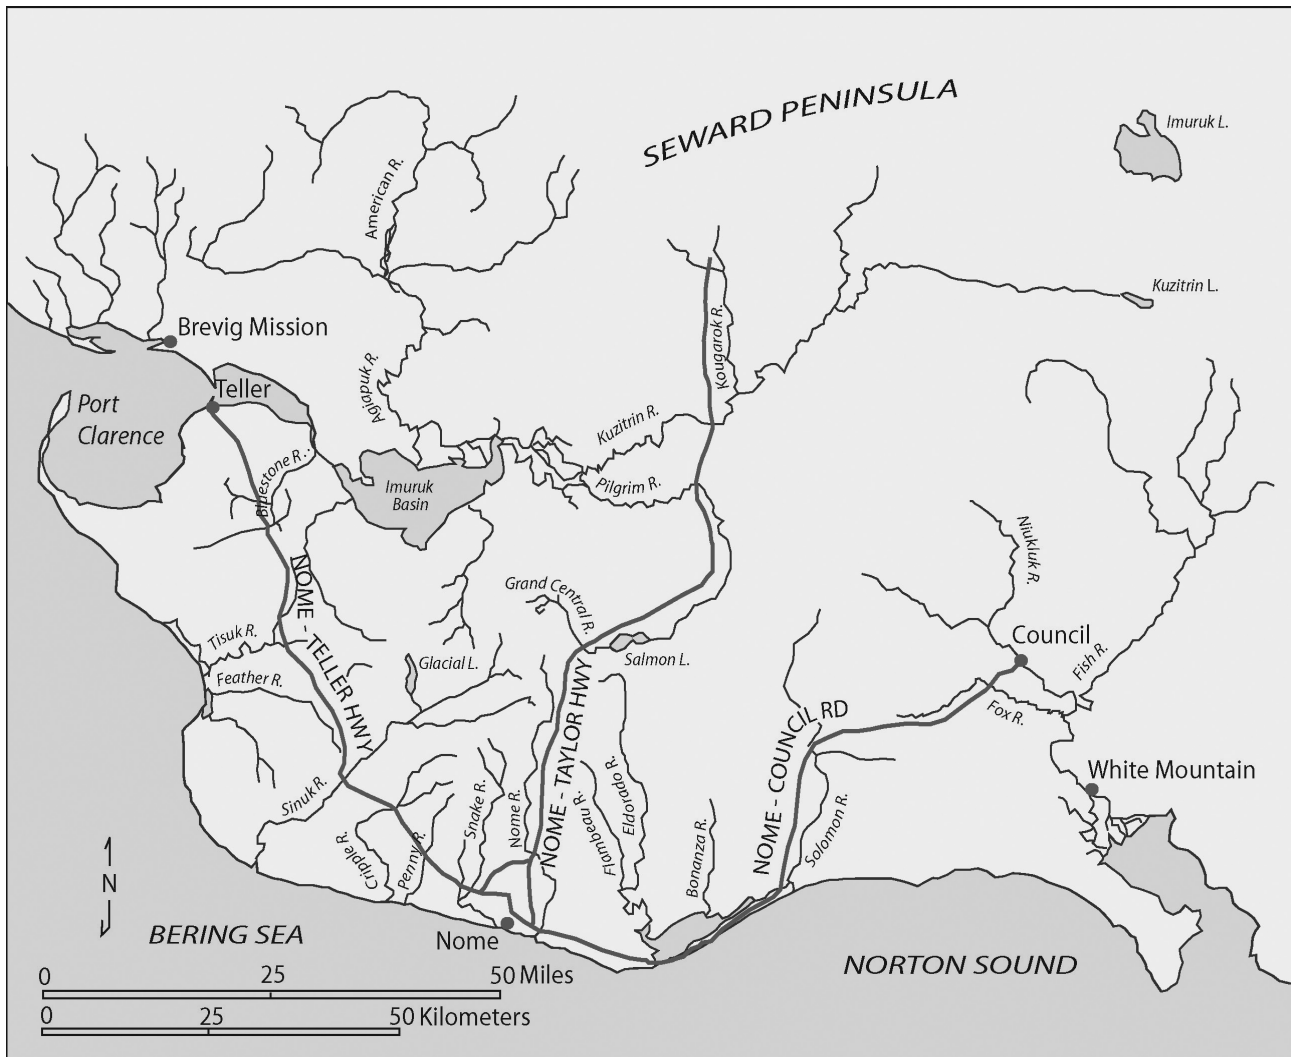 SEWARD PENINSULA
Imuruk L.
American R.
Kuzitrin L.
Brevig Mission
Kougarok R.
Agiapuk R.
Teller
Port
Clarence
Kuzitrin R.
Bluestone R.
Imuruk
Basin
Pilgrim R.
Niukluk R.
NOME - TELLER HWY
Grand Central R.
Tisuk R.
Council
Salmon L.
Glacial L.
Fish R.
Feather R.
Fox R.
NOME - TAYLOR HWY
NOME - COUNCIL RD
White Mountain
Sinuk R.
Snake R.
Nome R.
Flambeau R.
Eldorado R.
Solomon R.
Cripple R.
Penny R.
Bonanza R.
N
BERING SEA
Nome
NORTON SOUND
0 25 50 Miles
0 25 50 Kilometers